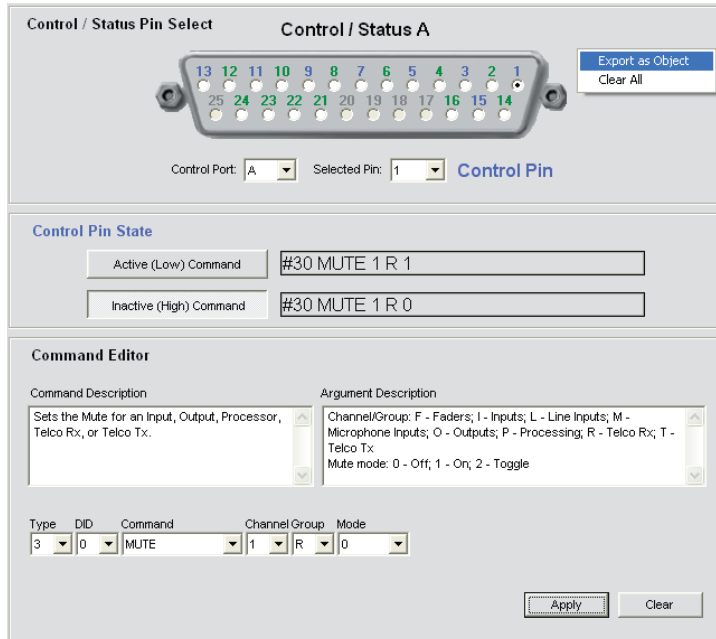 Control / Status Pin Select
Control / Status A
Export as Object
Clear All
13 12 11 10 9 8 7 6 5 4 3 2 1
25 24 23 22 21 20 19 18 17 16 15 14
Control Port: A Selected Pin: 1 Control Pin
Control Pin State
Active (Low) Command #30 MUTE 1 R 1
Inactive (High) Command #30 MUTE 1 R 0
Command Editor
Command Description
Sets the Mute for an Input, Output, Processor,
Telco Rx, or Telco Tx.
Argument Description
Channel/Group: F - Faders; I - Inputs; L - Line Inputs; M -
Microphone Inputs; O - Outputs; P - Processing; R - Telco Rx; T -
Telco Tx
Mute mode: 0 - Off; 1 - On; 2 - Toggle
Type DID Command Channel Group Mode
3 0 MUTE 1 R 0
Apply Clear